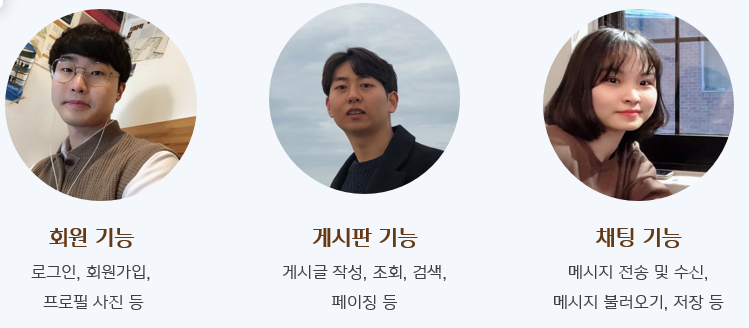 회원 기능
로그인, 회원가입,
프로필 사진 등
게시판 기능
게시글 작성, 조회, 검색,
페이징 등
채팅 기능
메시지 전송 및 수신,
메시지 불러오기, 저장 등